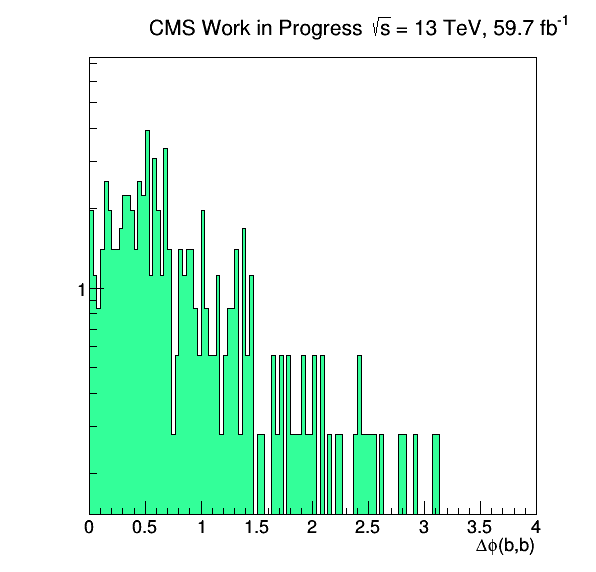 CMS Work in Progress √s = 13 TeV, 59.7 fb⁻¹
1
0 0.5 1 1.5 2 2.5 3 3.5 4
Δϕ(b,b)